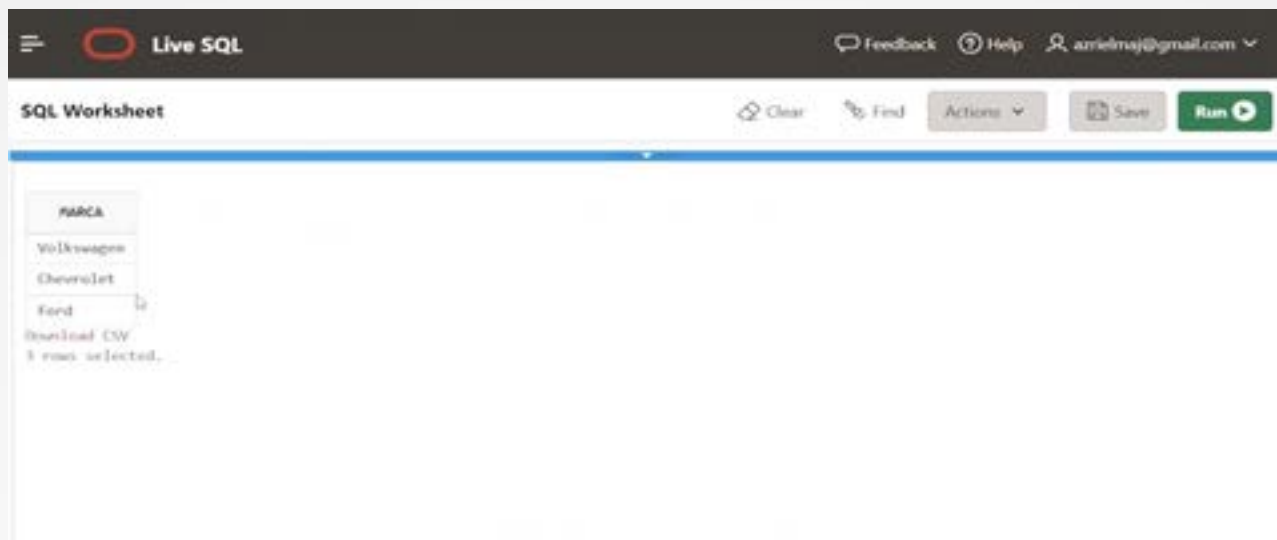 Live SQL
Feedback Help azrielmaj@gmail.com
SQL Worksheet
Clear Find Actions Save Run
MARCA
Volkswagen
Chevrolet
Ford
Download CSV
3 rows selected.